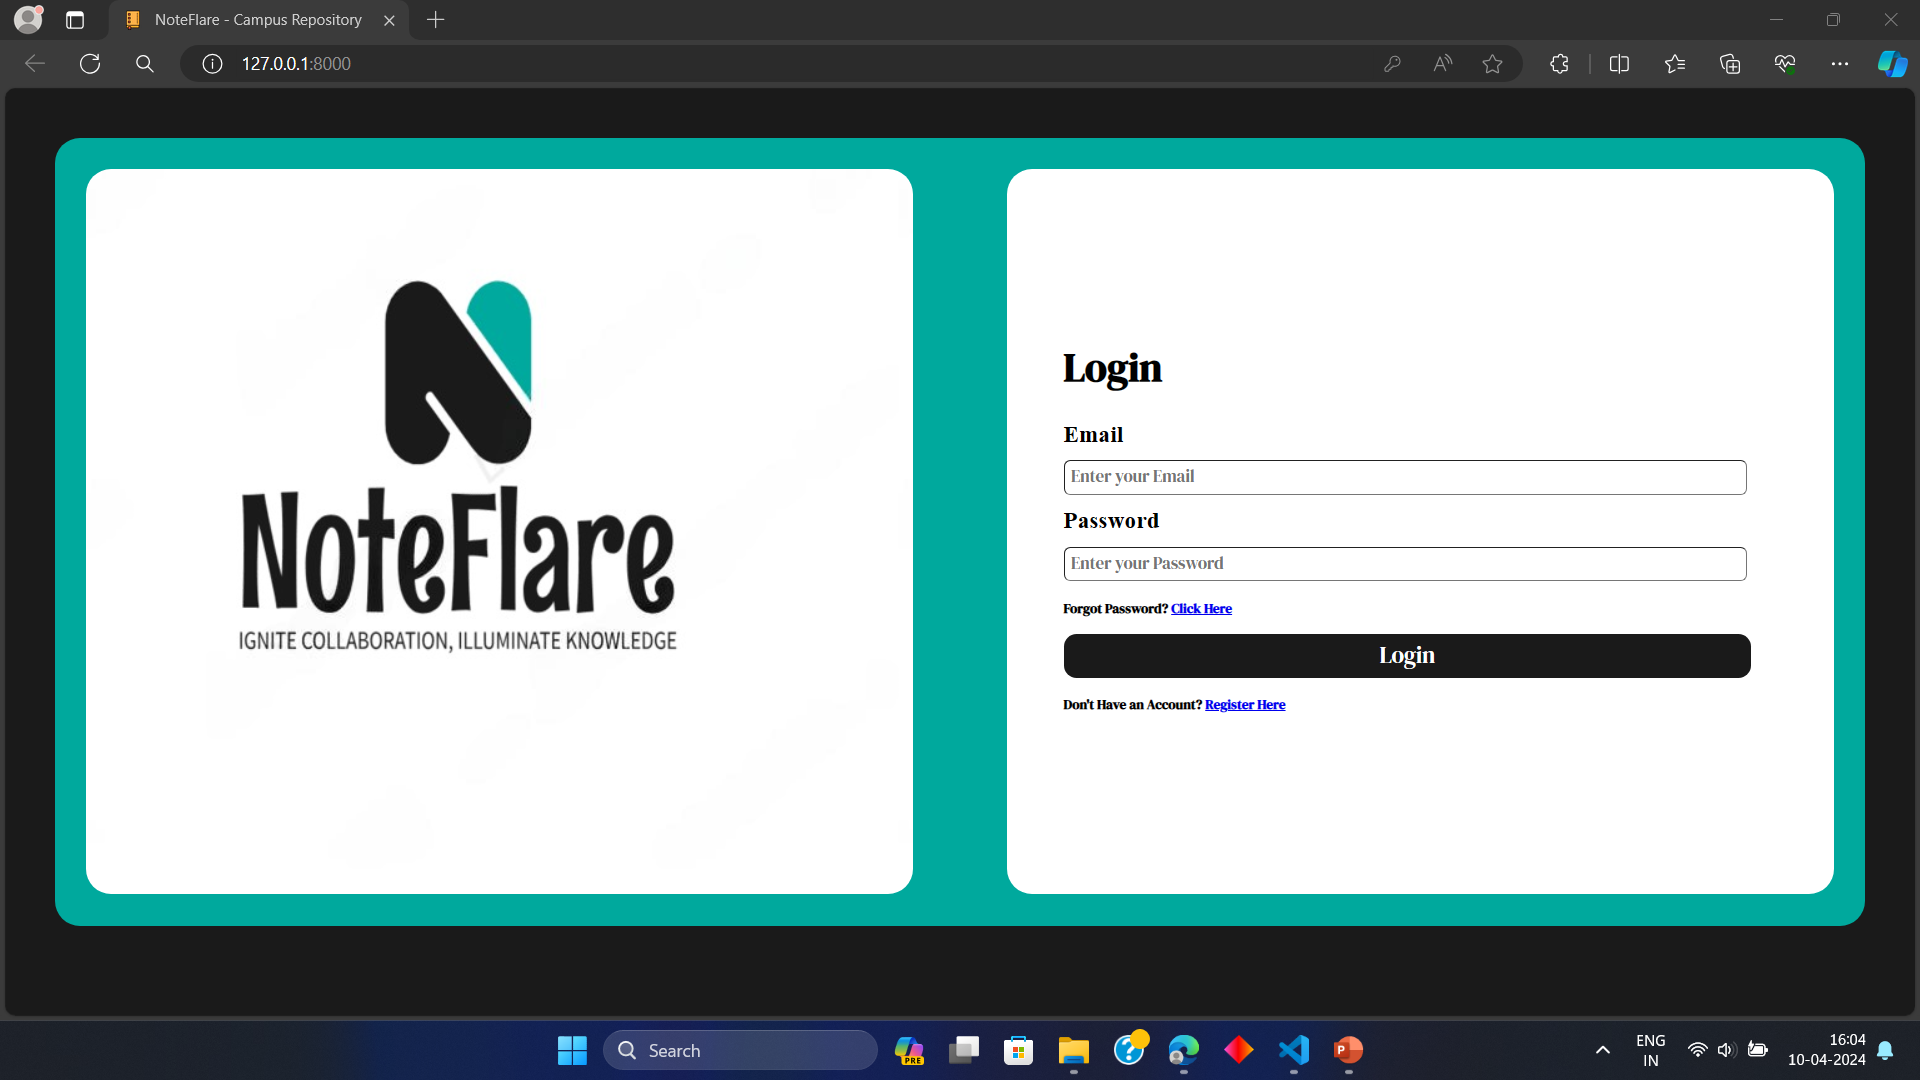 NoteFlare - Campus Repository
127.0.0.1:8000
NoteFlare
IGNITE COLLABORATION, ILLUMINATE KNOWLEDGE
Login
Email
Enter your Email
Password
Enter your Password
Forgot Password? Click Here
Login
Don't Have an Account? Register Here
Search
PRE
P
ENG
IN
16:04
10-04-2024